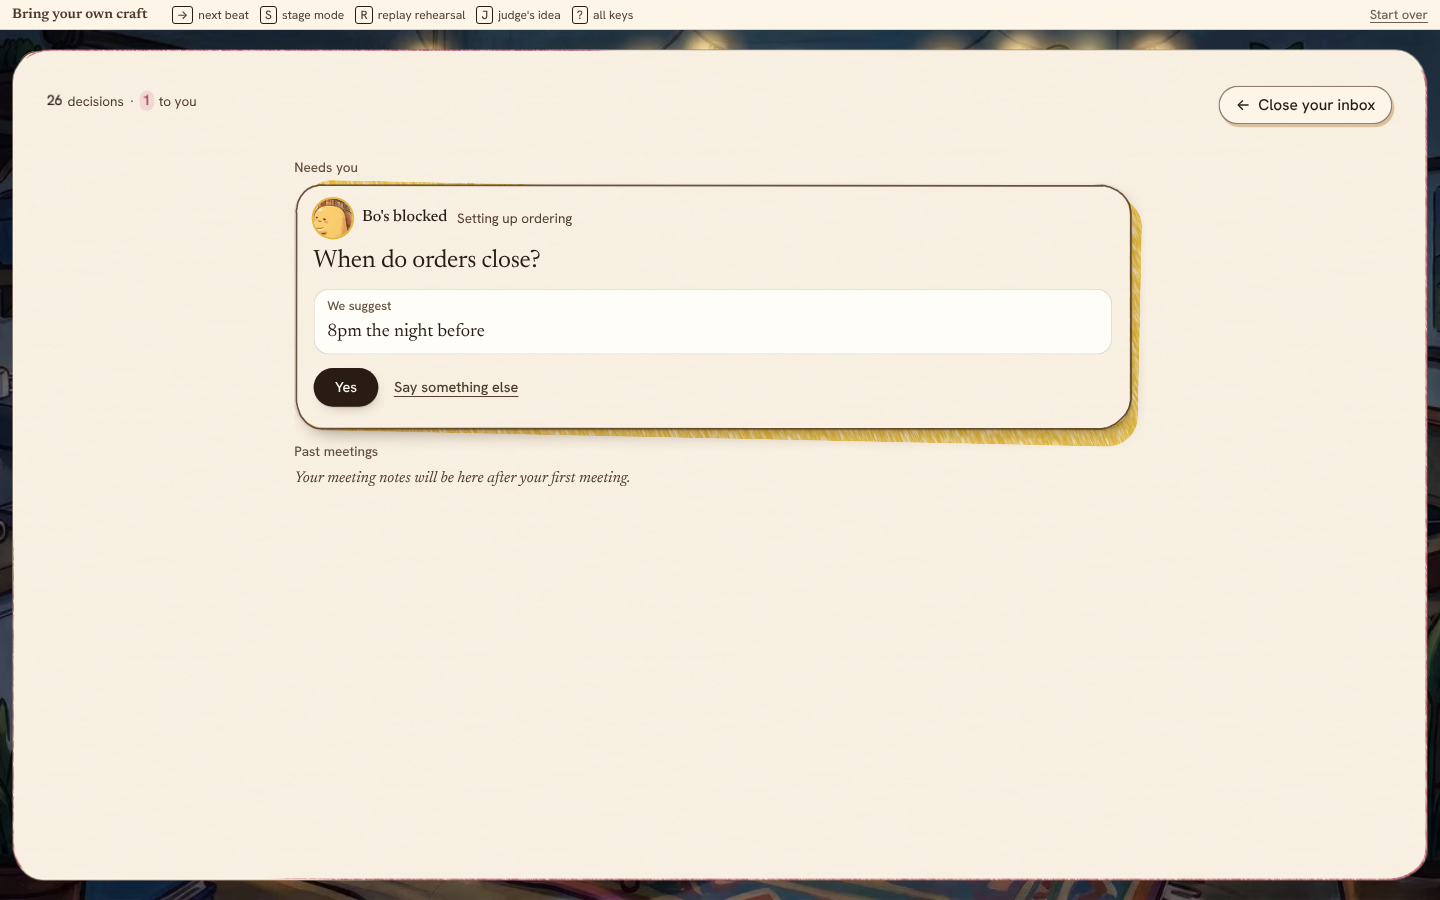 Bring your own craft → next beat S stage mode R replay rehearsal J judge's idea ? all keys Start over
26 decisions · 1 to you
← Close your inbox
Needs you
Bo's blocked Setting up ordering
When do orders close?
We suggest
8pm the night before
Yes Say something else
Past meetings
Your meeting notes will be here after your first meeting.